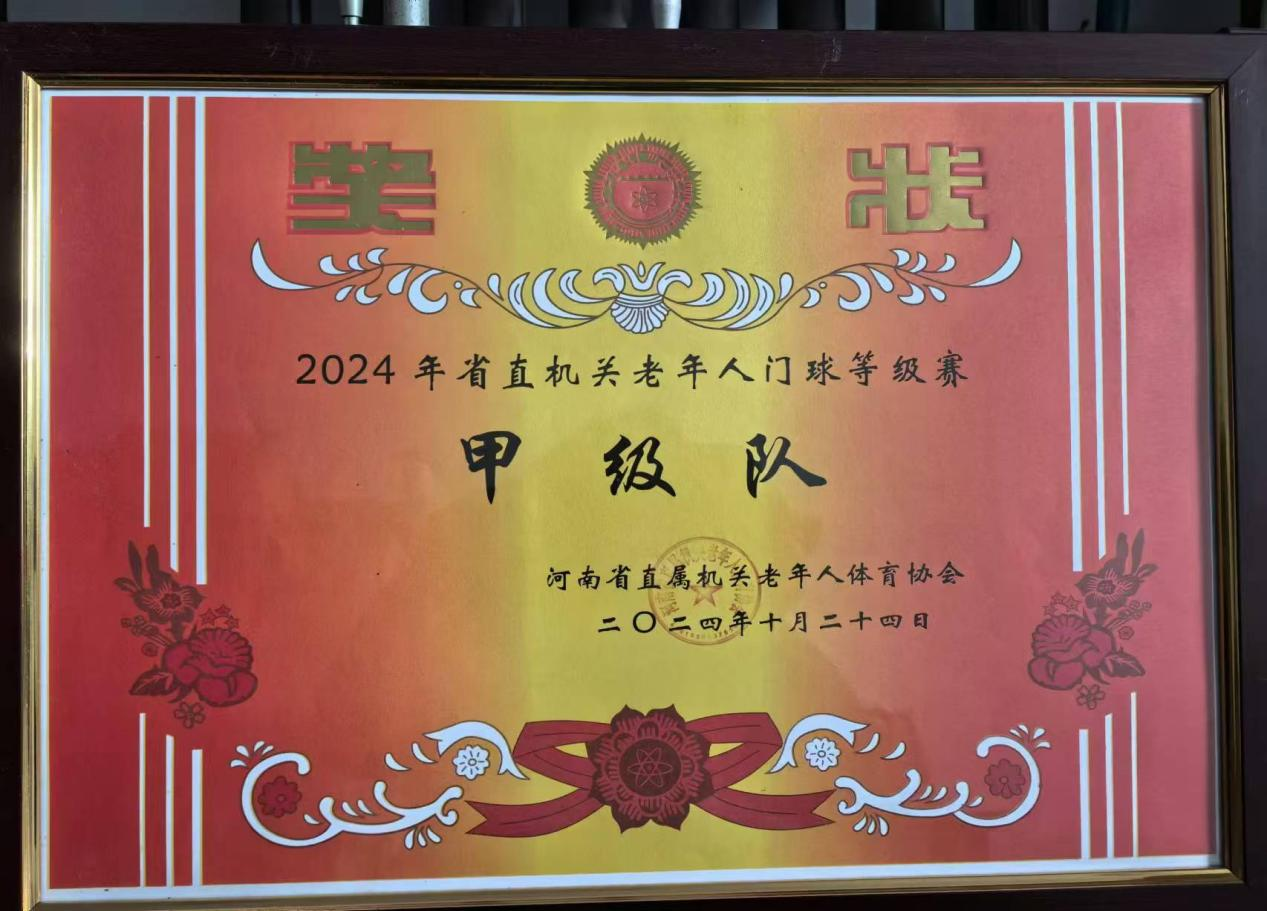 奖状
2024年省直机关老年人门球等级赛
甲级队
河南省直属机关老年人体育协会
二〇二四年十月二十四日